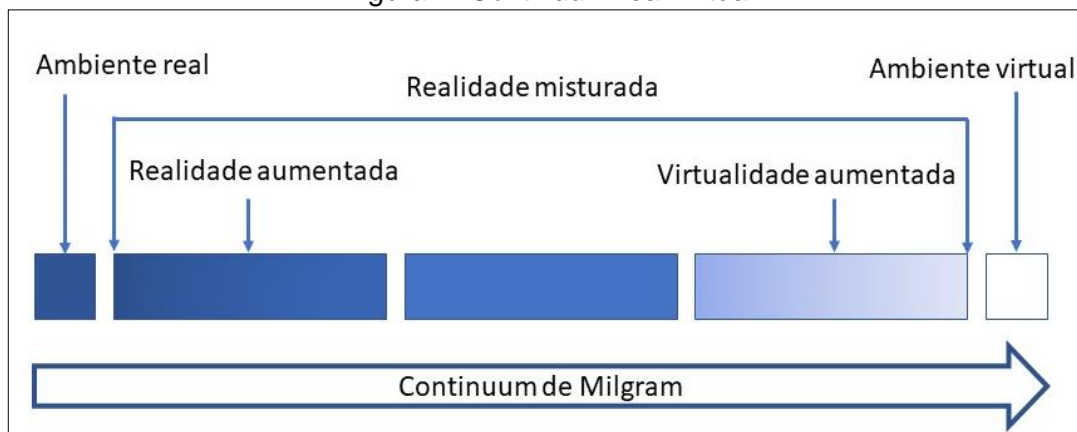 Ambiente real
Ambiente virtual
Realidade misturada
Realidade aumentada
Virtualidade aumentada
Continuum de Milgram